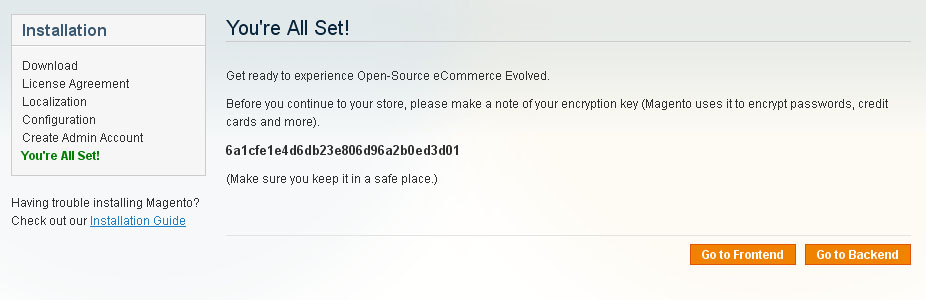 Installation
Download
License Agreement
Localization
Configuration
Create Admin Account
You're All Set!
Having trouble installing Magento?
Check out our Installation Guide
You're All Set!
Get ready to experience Open-Source eCommerce Evolved.
Before you continue to your store, please make a note of your encryption key (Magento uses it to encrypt passwords, credit
cards and more).
6a1cfe1e4d6db23e806d96a2b0ed3d01
(Make sure you keep it in a safe place.)
Go to Frontend
Go to Backend